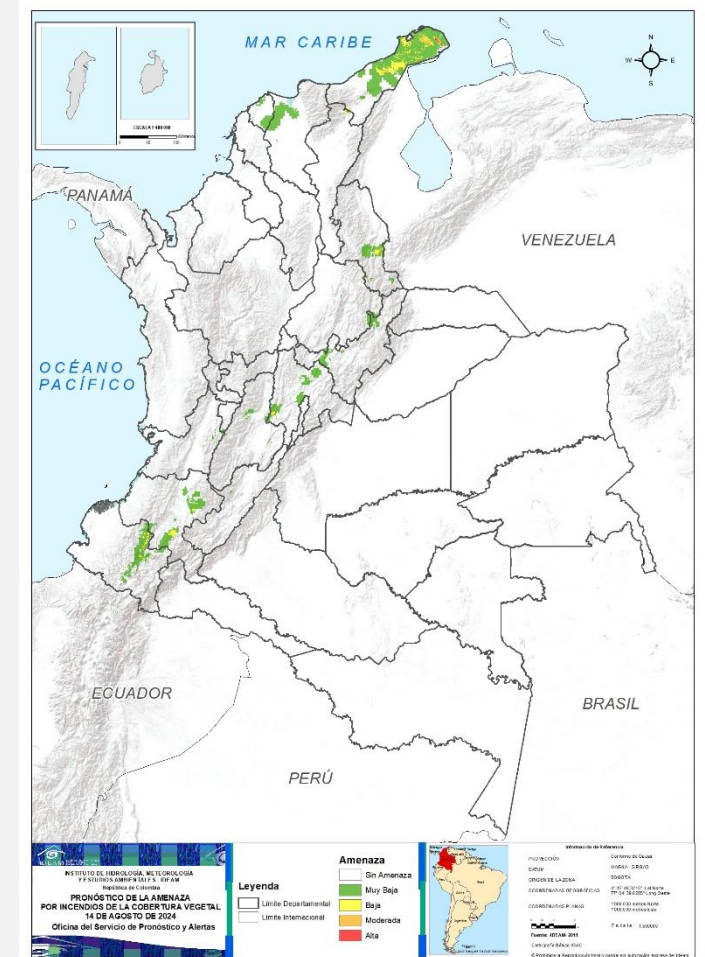 MAR CARIBE
N
W
E
S
PANAMÁ
VENEZUELA
OCÉANO
PACÍFICO
ECUADOR
BRASIL
PERÚ
IDEAM
INSTITUTO DE HIDROLOGÍA, METEOROLOGÍA
Y ESTUDIOS AMBIENTALES - IDEAM
República de Colombia
PRONÓSTICO DE LA AMENAZA
POR INCENDIOS DE LA COBERTURA VEGETAL
14 DE AGOSTO DE 2024
Oficina del Servicio de Pronóstico y Alertas
Leyenda
Límite Departamental
Límite Internacional
Amenaza
Sin Amenaza
Muy Baja
Baja
Moderada
Alta
Información de Referencia
PROYECCIÓN
DATUM
BOGOTÁ
ORIGEN DE LA ZONA
COORDENADAS GEOGRÁFICAS
COORDENADAS PLANAS
Fuente: IDEAM-